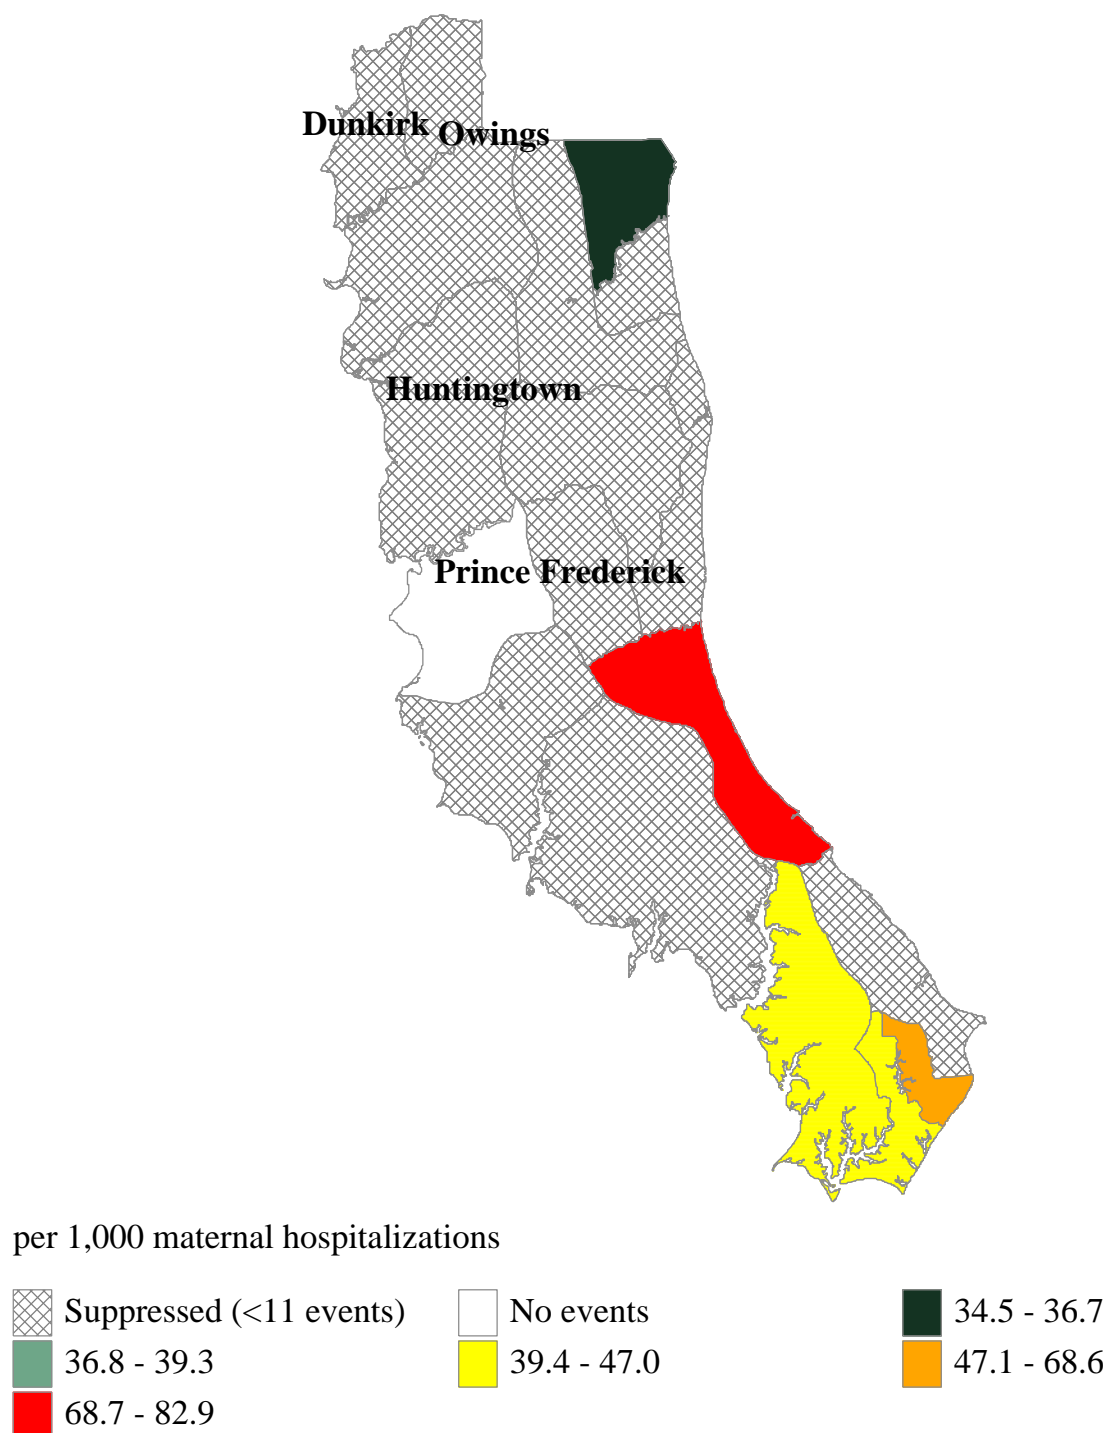 Dunkirk
Owings
Huntingtown
Prince Frederick
per 1,000 maternal hospitalizations
Suppressed (<11 events)
No events
34.5 - 36.7
36.8 - 39.3
39.4 - 47.0
47.1 - 68.6
68.7 - 82.9